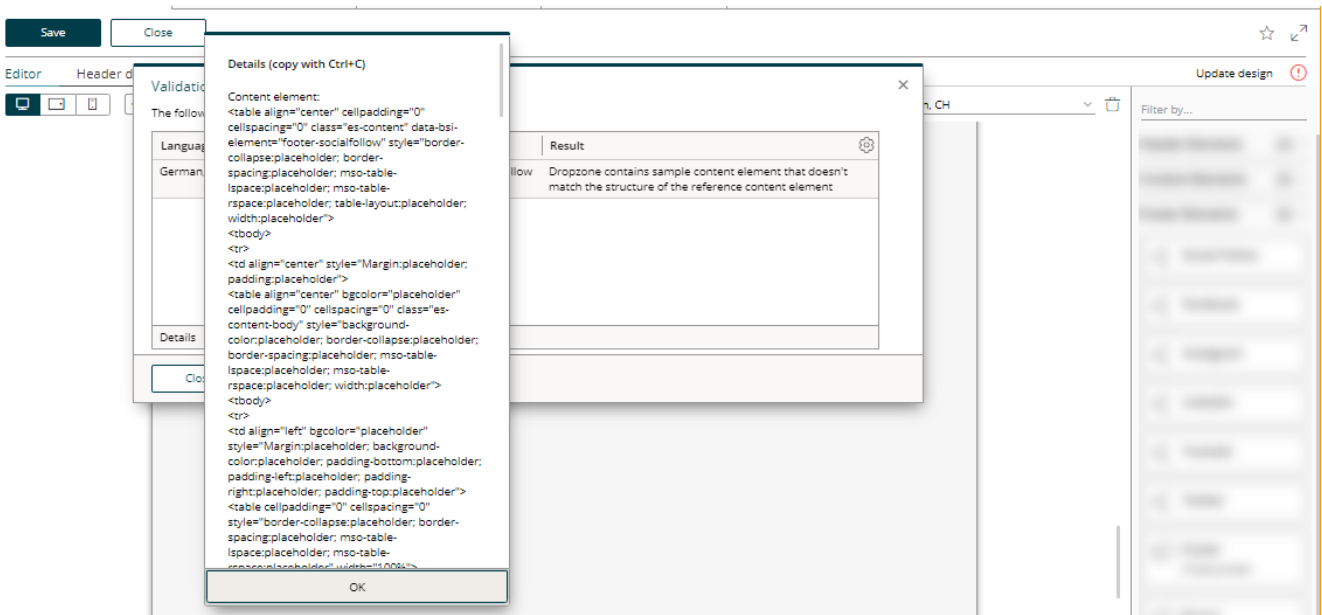 Save
Close
Editor
Header d
Update design
Validatio
The follow
n, CH
Filter by...
Languag
Result
German,
llow
Dropzone contains sample content element that doesn't
match the structure of the reference content element
Details
Clos
Details (copy with Ctrl+C)
Content element:
<table align="center" cellpadding="0"
cellspacing="0" class="es-content" data-bsi-
element="footer-socialfollow" style="border-
collapse:placeholder; border-
spacing:placeholder; mso-table-
lspace:placeholder; mso-table-
rspace:placeholder; table-layout:placeholder;
width:placeholder">
<tbody>
<tr>
<td align="center" style="Margin:placeholder;
padding:placeholder">
<table align="center" bgcolor="placeholder"
cellpadding="0" cellspacing="0" class="es-
content-body" style="background-
color:placeholder; border-collapse:placeholder;
border-spacing:placeholder; mso-table-
lspace:placeholder; mso-table-
rspace:placeholder; width:placeholder">
<tbody>
<tr>
<td align="left" bgcolor="placeholder"
style="Margin:placeholder; background-
color:placeholder; padding-bottom:placeholder;
padding-left:placeholder; padding-
right:placeholder; padding-top:placeholder">
<table cellpadding="0" cellspacing="0"
style="border-collapse:placeholder; border-
spacing:placeholder; mso-table-
lspace:placeholder; mso-table-
rspace:placeholder" width="100%">
OK